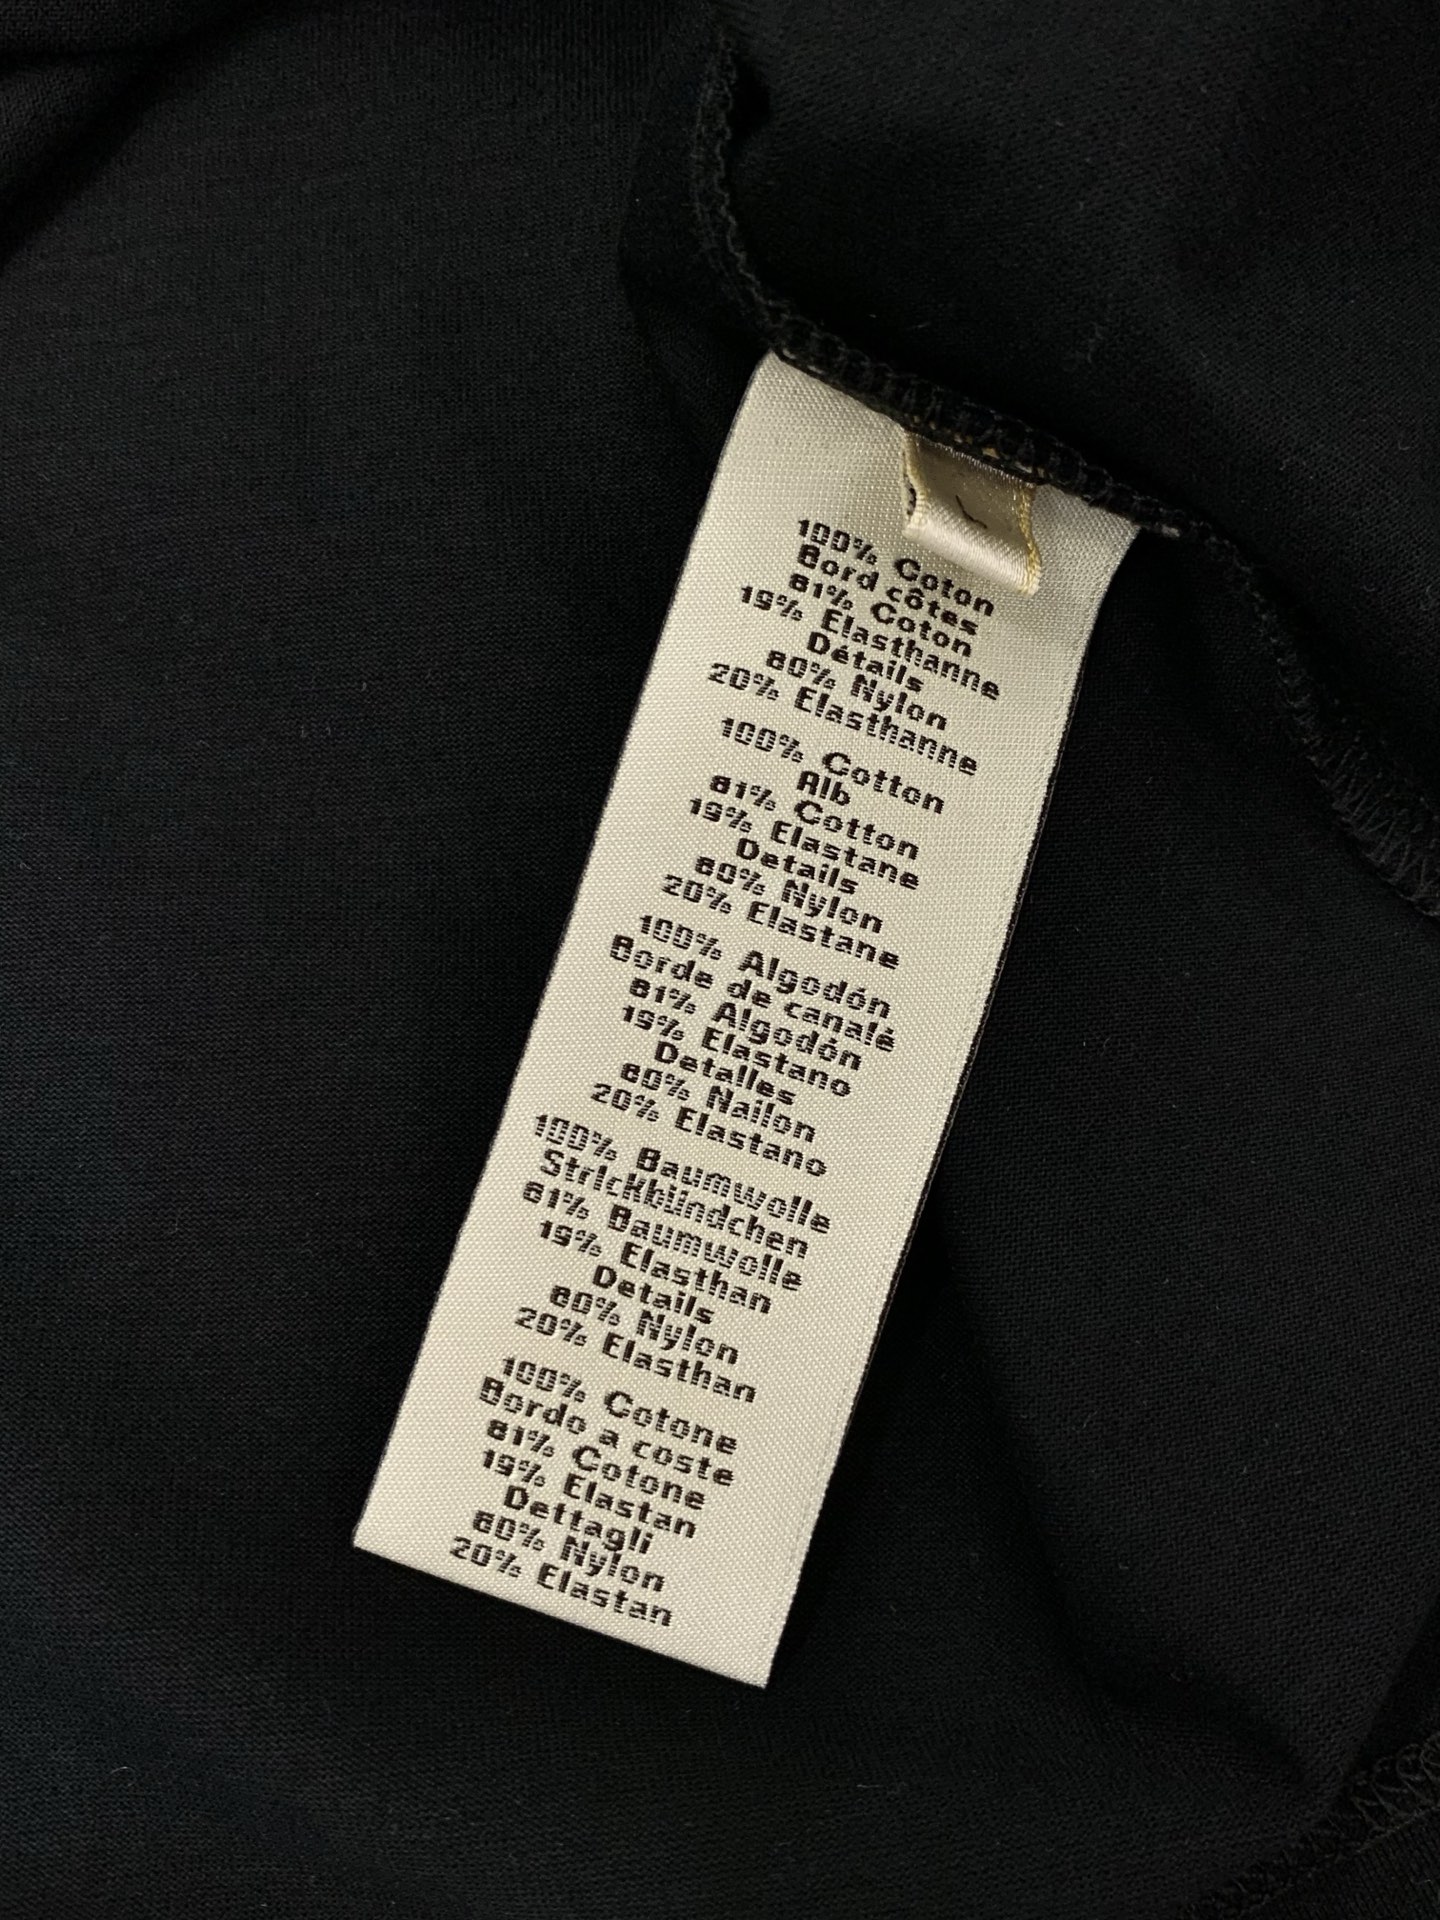 L
100% Coton
Bord côtes
81% Coton
19% Elasthanne
Détails
80% Nylon
20% Elasthanne
100% Cotton
Alb
81% Cotton
19% Elastane
Details
80% Nylon
20% Elastane
100% Algodón
Borde de canalé
81% Algodón
19% Elastano
Detalles
80% Nailon
20% Elastano
100% Baumwolle
Strickbündchen
81% Baumwolle
19% Elasthan
Details
80% Nylon
20% Elasthan
100% Cotone
Bordo a coste
81% Cotone
19% Elastan
Dettagli
80% Nylon
20% Elastan